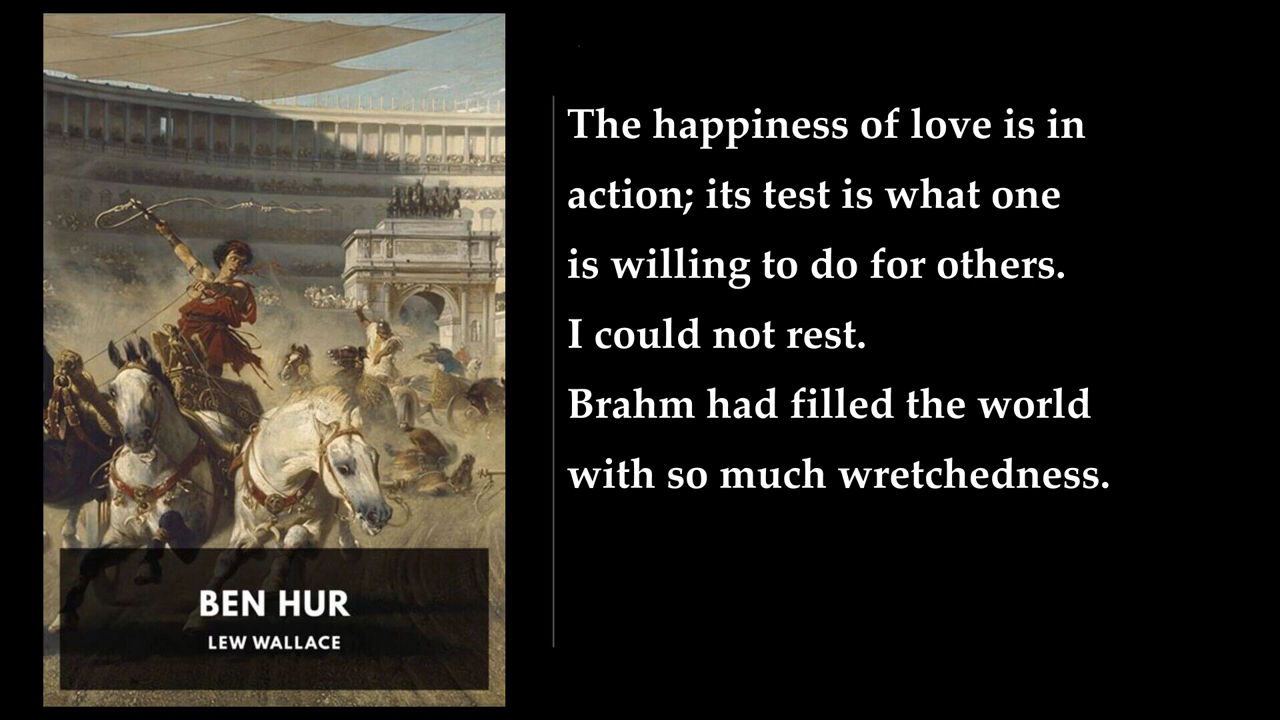 BEN HUR
LEW WALLACE
The happiness of love is in
action; its test is what one
is willing to do for others.
I could not rest.
Brahm had filled the world
with so much wretchedness.